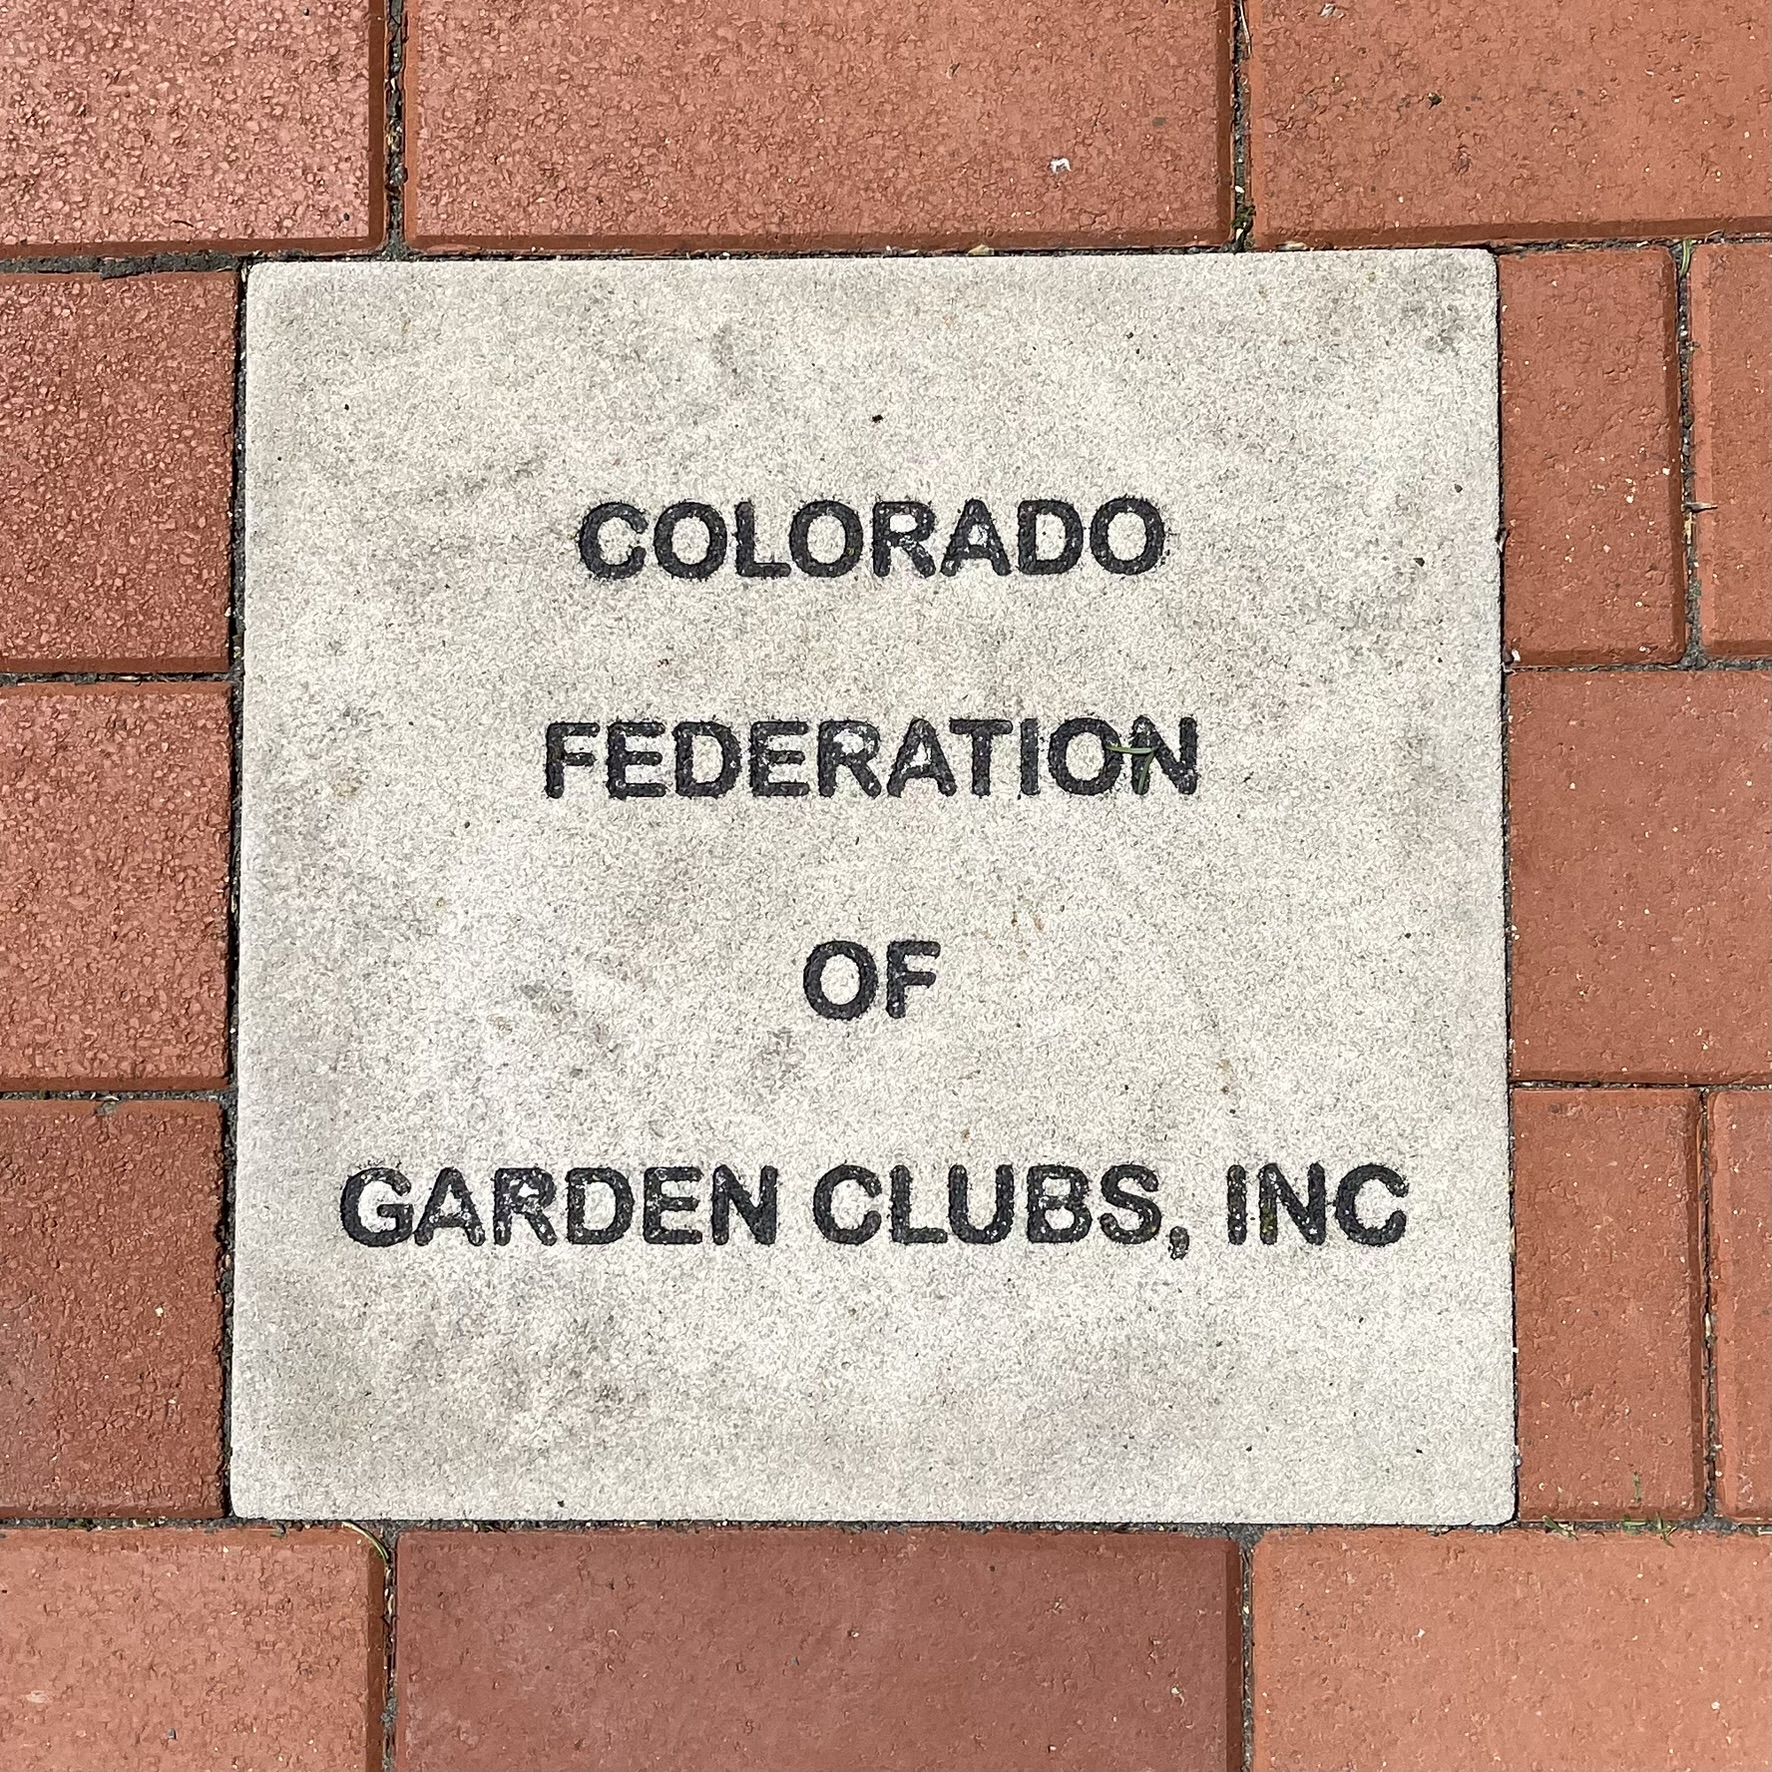 COLORADO
FEDERATION
OF
GARDEN CLUBS, INC